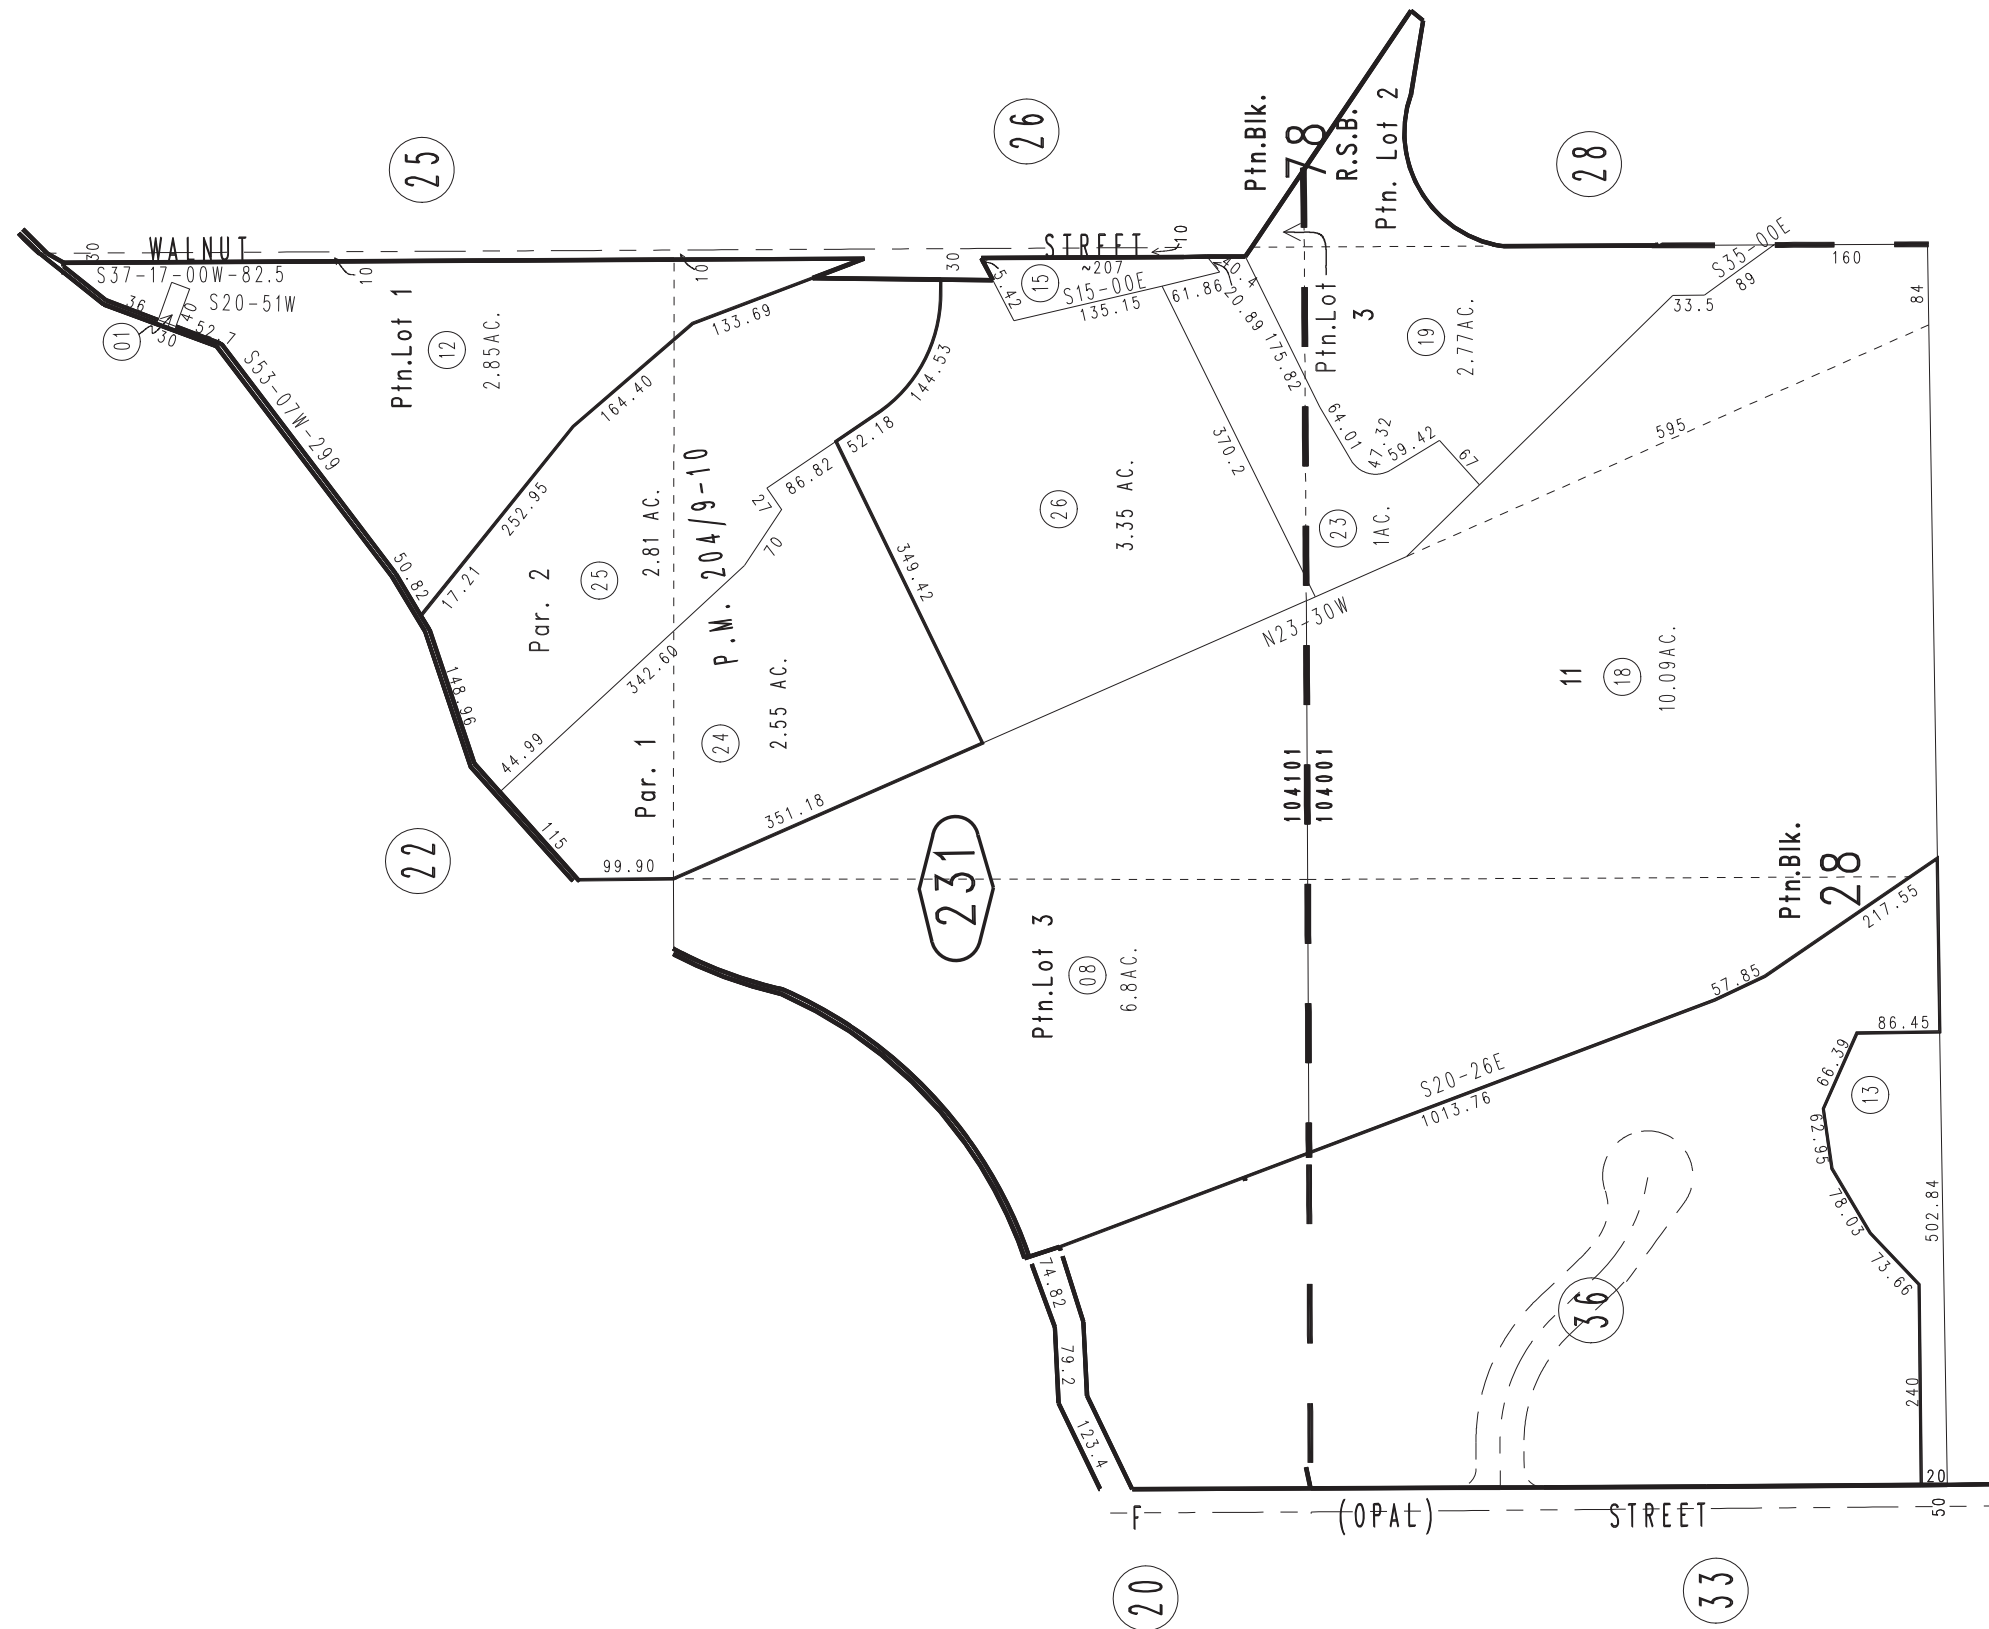 25
26
28
22
20
33
36
231
WALNUT
STREET
30
S37-17-00W-82.5
10
10
30
10
~207
S20-51W
36
40
30
52.7
01
S53-07W-299
50.82
Ptn.Lot 1
12
2.85AC.
133.69
164.40
252.95
17.21
Par. 2
25
2.81 AC.
P.M. 204/9-10
144.53
52.18
86.82
27
70
342.60
44.99
148.96
115
99.90
Par. 1
24
2.55 AC.
349.42
351.18
15
5.42
S15-00E
135.15
61.86
40.4
20.89
175.82
64.01
47.32
59.42
67
370.2
26
3.35 AC.
Ptn.Blk.
78
R.S.B.
Ptn. Lot 2
Ptn.Lot
3
19
2.77AC.
S35-00E
89
33.5
160
84
595
23
1AC.
N23-30W
11
18
10.09AC.
104101
104001
Ptn.Blk.
28
217.55
57.85
S20-26E
1013.76
Ptn.Lot 3
08
6.8AC.
86.45
66.39
62.95
78.03
73.66
13
502.84
240
20
50
74.82
79.2
123.4
F
(OPAL)
STREET